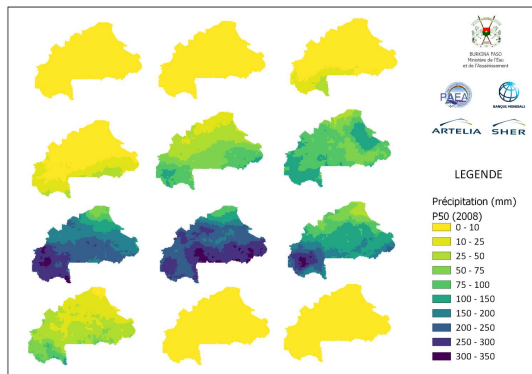 BURKINA FASO
Ministère de l'Eau
et de l'Assainissement
PAEA
BANQUE MONDIALE
ARTELIA
SHER
LEGENDE
Précipitation (mm)
P50 (2008)
0 - 10
10 - 25
25 - 50
50 - 75
75 - 100
100 - 150
150 - 200
200 - 250
250 - 300
300 - 350